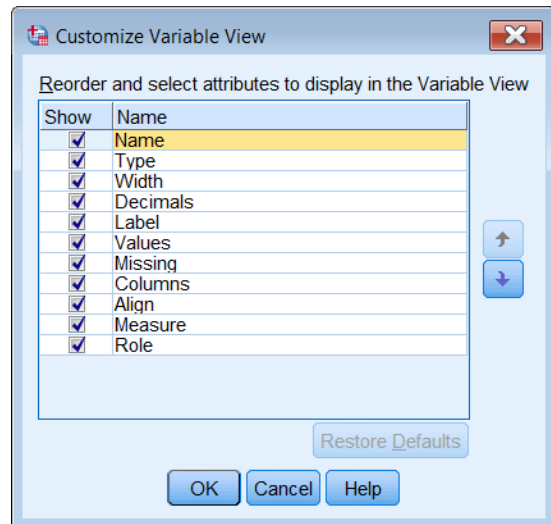 Customize Variable View
Reorder and select attributes to display in the Variable View
Show Name
Name
Type
Width
Decimals
Label
Values
Missing
Columns
Align
Measure
Role
Restore Defaults
OK Cancel Help